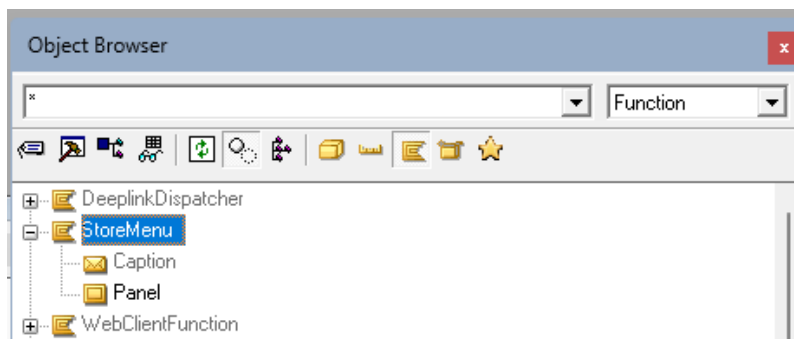 Object Browser
x
* Function
DeeplinkDispatcher
StoreMenu
Caption
Panel
WebClientFunction